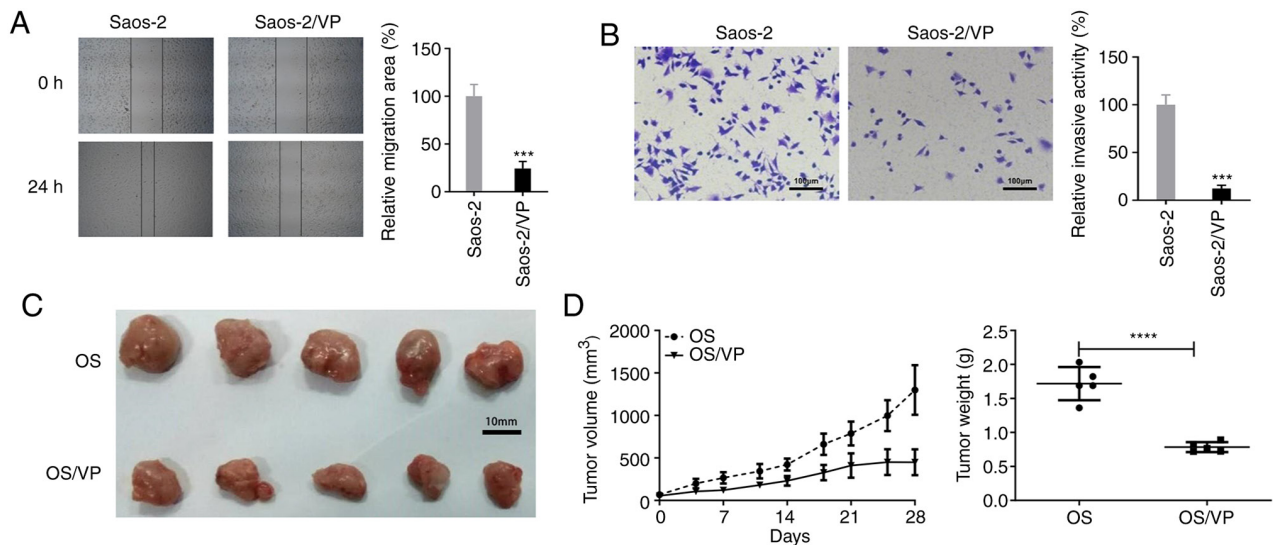 A
Saos-2
Saos-2/VP
0 h
24 h
Relative migration area (%)
150
100
50
0
***
Saos-2
Saos-2/VP
B
Saos-2
Saos-2/VP
100µm
100µm
Relative invasive activity (%)
150
100
50
0
***
Saos-2
Saos-2/VP
C
OS
OS/VP
10mm
D
Tumor volume (mm³)
2000
1500
1000
500
0
OS
OS/VP
0 7 14 21 28
Days
Tumor weight (g)
2.5
2.0
1.5
1.0
0.5
0.0
****
OS
OS/VP